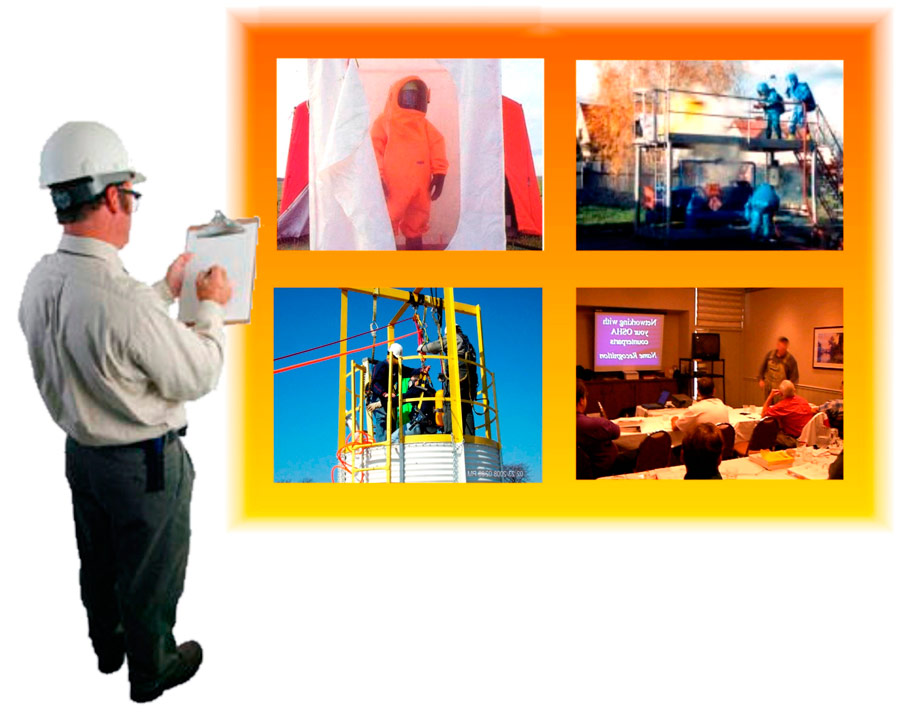 Networking with
your OSHA
counterparts
Name Recognition